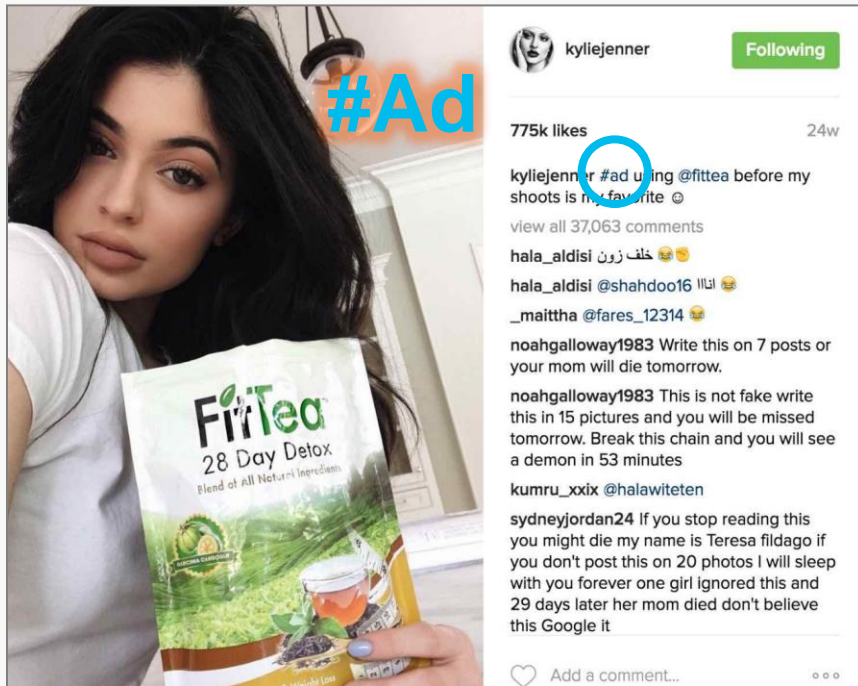 #Ad
FitTea
28 Day Detox
Blend of All Natural Ingredients
GARCINIA CAMBOGIA
Weight Loss
kyliejenner
Following
775k likes
24w
kyliejenner #ad using @fittea before my
shoots is my favorite ☺
view all 37,063 comments
hala_aldisi خلف زون 😂✊
hala_aldisi @shahdoo16 اناااا 😂
_maittha @fares_12314 😂
noahgalloway1983 Write this on 7 posts or
your mom will die tomorrow.
noahgalloway1983 This is not fake write
this in 15 pictures and you will be missed
tomorrow. Break this chain and you will see
a demon in 53 minutes
kumru_xxix @halawiteten
sydneyjordan24 If you stop reading this
you might die my name is Teresa fildago if
you don't post this on 20 photos I will sleep
with you forever one girl ignored this and
29 days later her mom died don't believe
this Google it
Add a comment...